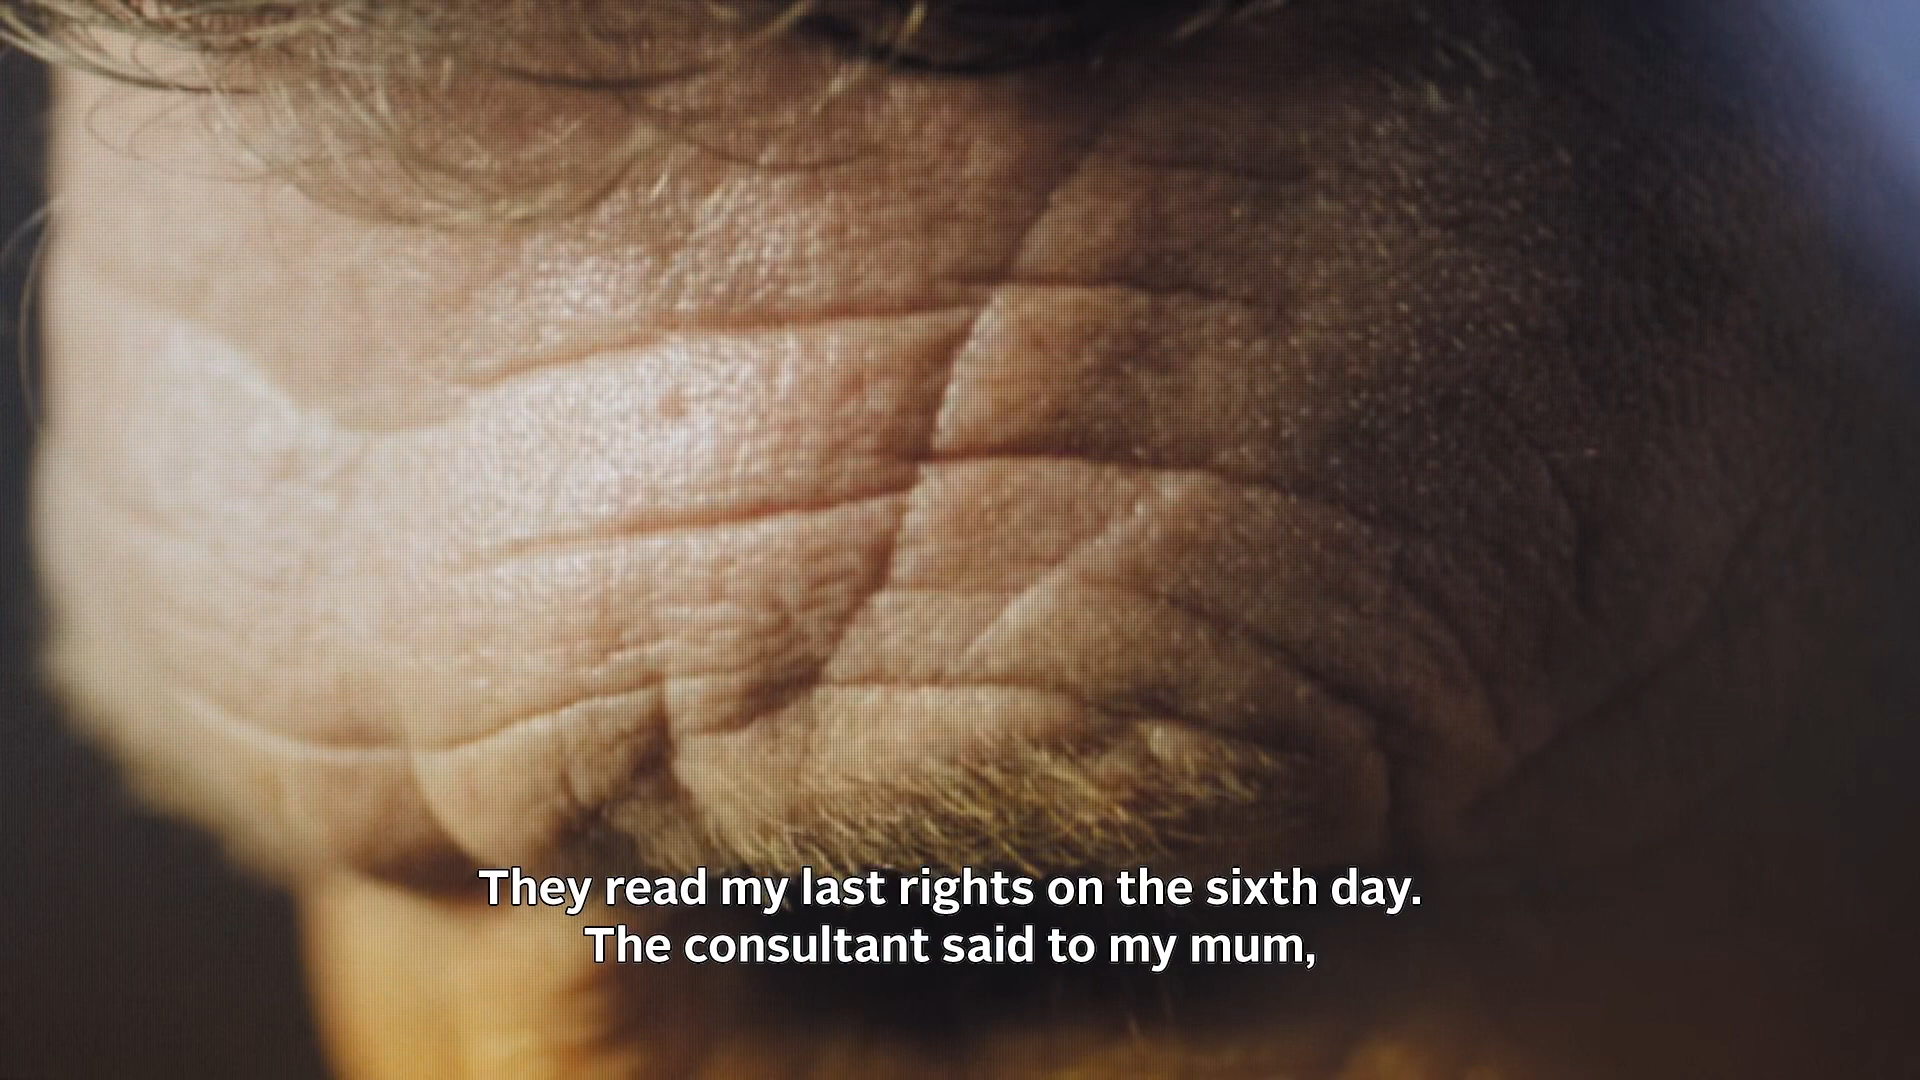 They read my last rights on the sixth day.
The consultant said to my mum,